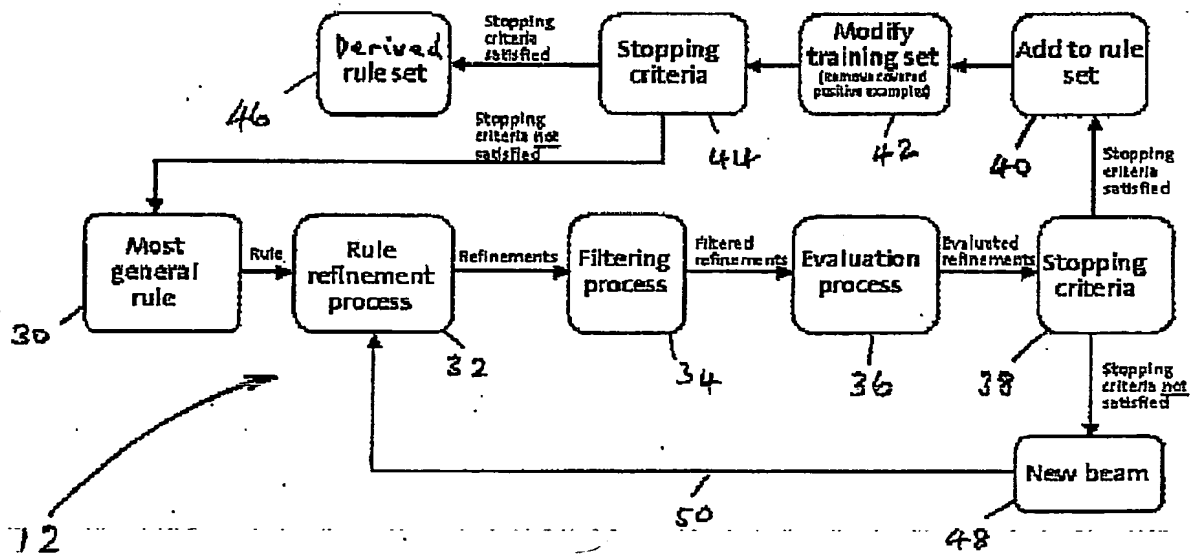 Derived
rule set
Stopping
criteria
satisfied
Stopping
criteria
Modify
training set
(remove covered
positive examples)
Add to rule
set
46
Stopping
criteria not
satisfied
44
42
40
Stopping
criteria
satisfied
Most
general
rule
Rule
Rule
refinement
process
Refinements
Filtering
process
Filtered
refinements
Evaluation
process
Evaluated
refinements
Stopping
criteria
30
32
34
36
38
Stopping
criteria not
satisfied
New beam
50
48
12